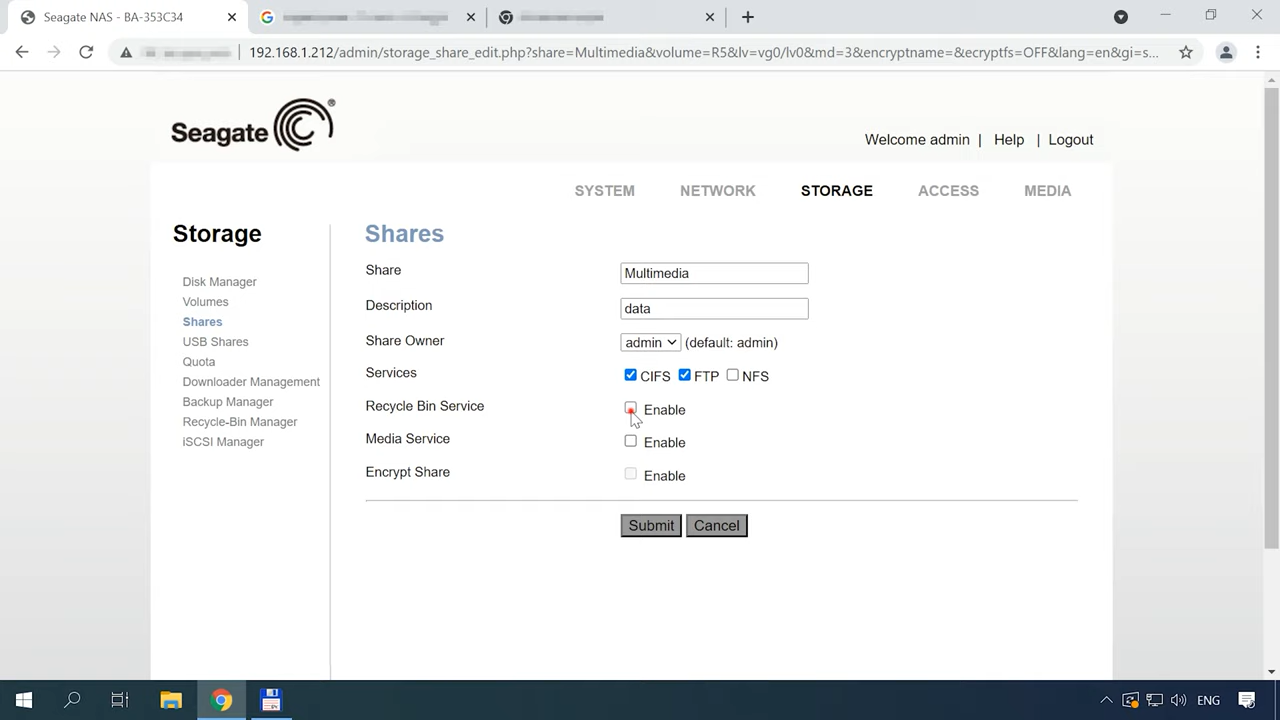 Seagate NAS - BA-353C34
192.168.1.212/admin/storage_share_edit.php?share=Multimedia&volume=R5&lv=vg0/lv0&md=3&encryptname=&ecryptfs=OFF&lang=en&gi=s...
Seagate
Welcome admin | Help | Logout
SYSTEM NETWORK STORAGE ACCESS MEDIA
Storage
Disk Manager
Volumes
Shares
USB Shares
Quota
Downloader Management
Backup Manager
Recycle-Bin Manager
iSCSI Manager
Shares
Share Multimedia
Description data
Share Owner admin (default: admin)
Services CIFS FTP NFS
Recycle Bin Service Enable
Media Service Enable
Encrypt Share Enable
Submit Cancel
ENG